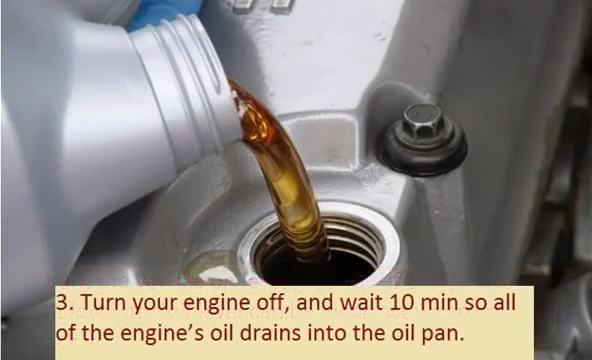 3. Turn your engine off, and wait 10 min so all
of the engine's oil drains into the oil pan.